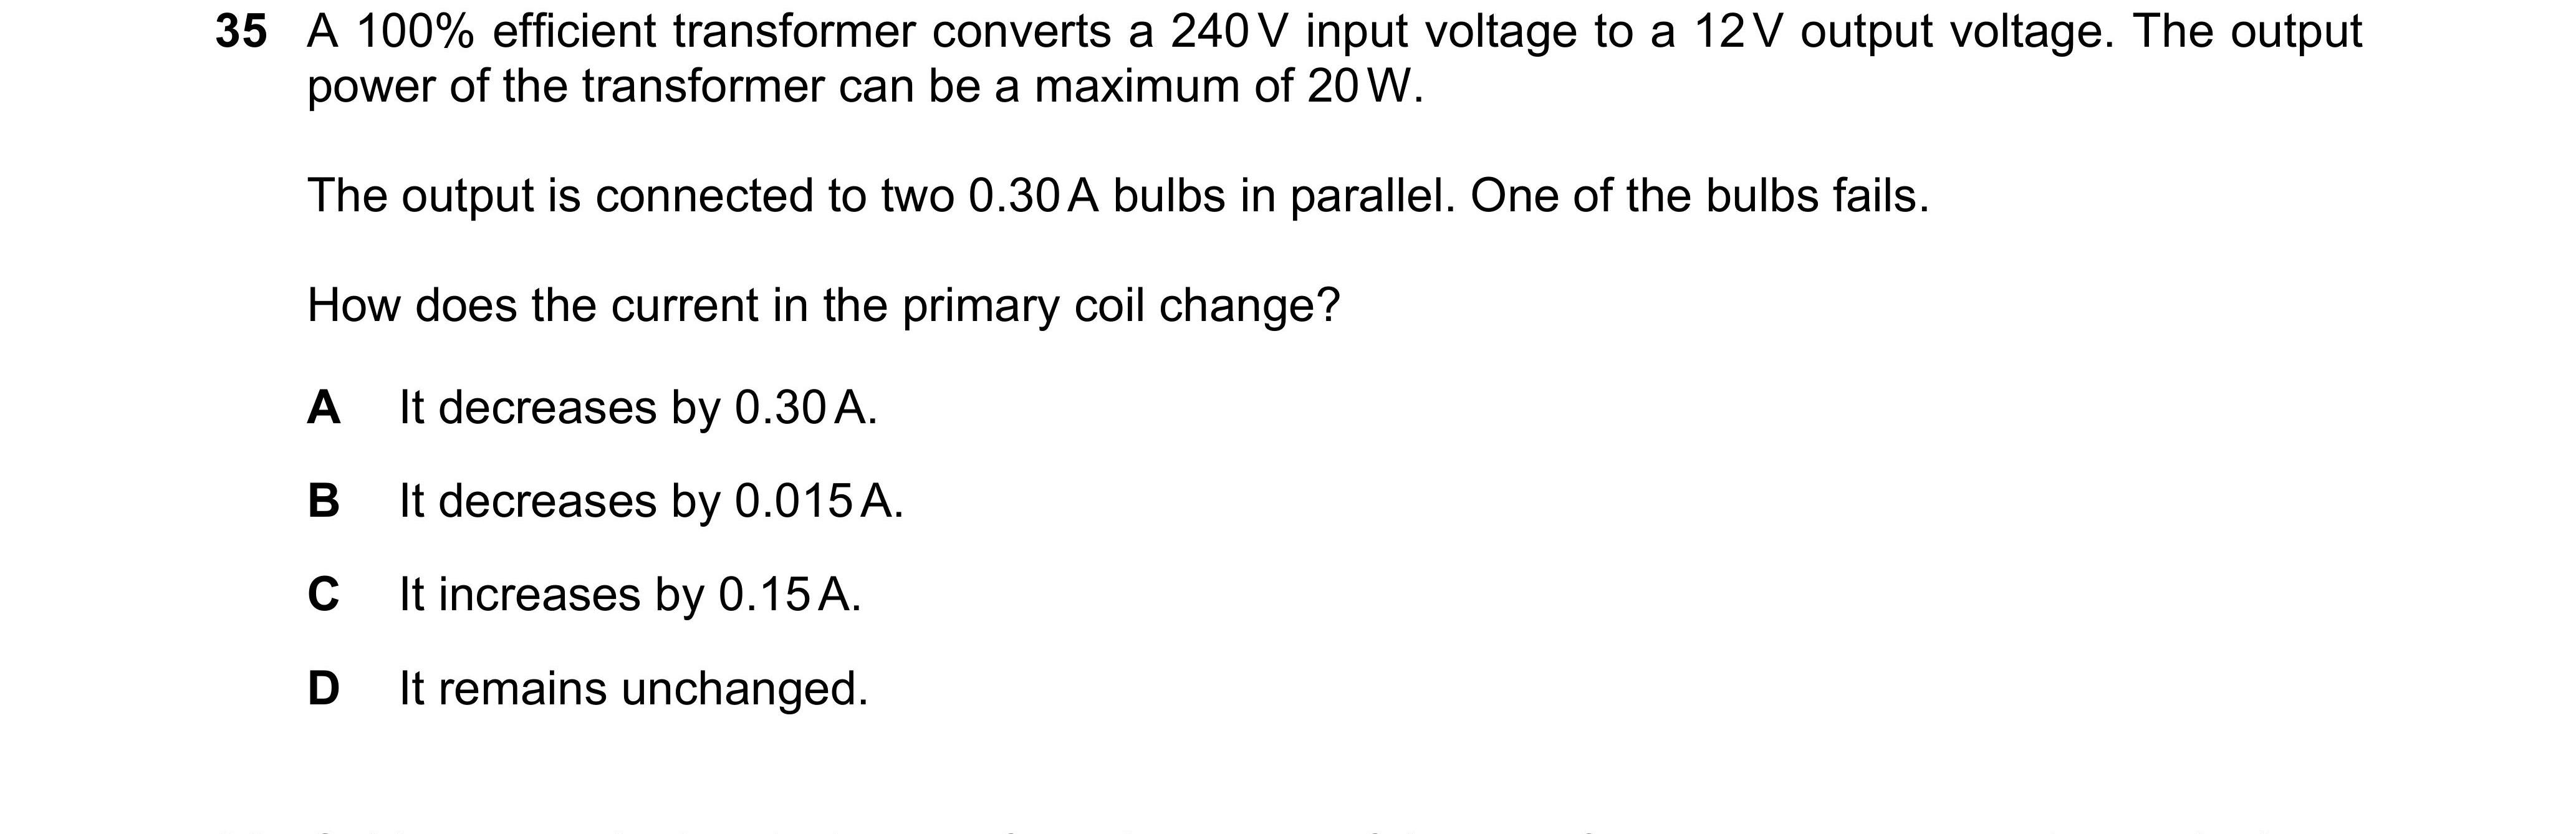 35 A 100% efficient transformer converts a 240 V input voltage to a 12 V output voltage. The output
power of the transformer can be a maximum of 20 W.
The output is connected to two 0.30 A bulbs in parallel. One of the bulbs fails.
How does the current in the primary coil change?
A It decreases by 0.30 A.
B It decreases by 0.015 A.
C It increases by 0.15 A.
D It remains unchanged.